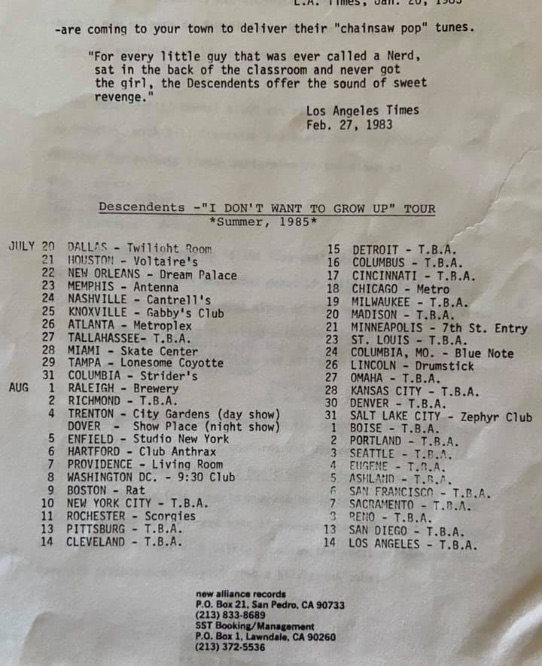 L.A. Times, Jan. 20, 1983
-are coming to your town to deliver their "chainsaw pop" tunes.
"For every little guy that was ever called a Nerd,
sat in the back of the classroom and never got
the girl, the Descendents offer the sound of sweet
revenge."
Los Angeles Times
Feb. 27, 1983
Descendents -"I DON'T WANT TO GROW UP" TOUR
*Summer, 1985*
JULY 20 DALLAS - Twilight Room
21 HOUSTON - Voltaire's
22 NEW ORLEANS - Dream Palace
23 MEMPHIS - Antenna
24 NASHVILLE - Cantrell's
25 KNOXVILLE - Gabby's Club
26 ATLANTA - Metroplex
27 TALLAHASSEE- T.B.A.
28 MIAMI - Skate Center
29 TAMPA - Lonesome Coyotte
31 COLUMBIA - Strider's
AUG 1 RALEIGH - Brewery
2 RICHMOND - T.B.A.
4 TRENTON - City Gardens (day show)
DOVER - Show Place (night show)
5 ENFIELD - Studio New York
6 HARTFORD - Club Anthrax
7 PROVIDENCE - Living Room
8 WASHINGTON DC. - 9:30 Club
9 BOSTON - Rat
10 NEW YORK CITY - T.B.A.
11 ROCHESTER - Scorgies
13 PITTSBURG - T.B.A.
14 CLEVELAND - T.B.A.
15 DETROIT - T.B.A.
16 COLUMBUS - T.B.A.
17 CINCINNATI - T.B.A.
18 CHICAGO - Metro
19 MILWAUKEE - T.B.A.
20 MADISON - T.B.A.
21 MINNEAPOLIS - 7th St. Entry
23 ST. LOUIS - T.B.A.
24 COLUMBIA, MO. - Blue Note
26 LINCOLN - Drumstick
27 OMAHA - T.B.A.
28 KANSAS CITY - T.B.A.
30 DENVER - T.B.A.
31 SALT LAKE CITY - Zephyr Club
1 BOISE - T.B.A.
2 PORTLAND - T.B.A.
3 SEATTLE - T.B.A.
4 EUGENE - T.B.A.
5 ASHLAND - T.B.A.
6 SAN FRANCISCO - T.B.A.
7 SACRAMENTO - T.B.A.
RENO - T.B.A.
13 SAN DIEGO - T.B.A.
14 LOS ANGELES - T.B.A.
new alliance records
P.O. Box 21, San Pedro, CA 90733
(213) 833-8689
SST Booking/Management
P.O. Box 1, Lawndale, CA 90260
(213) 372-5536